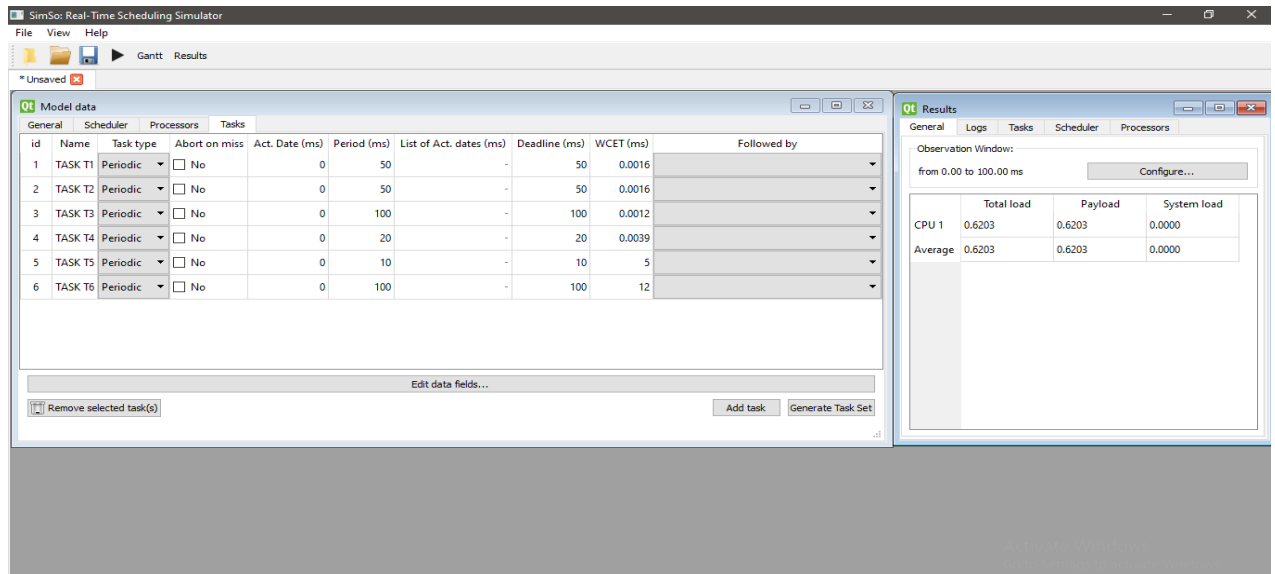 SimSo: Real-Time Scheduling Simulator
File View Help
Gantt Results
* Unsaved
Qt Model data
General Scheduler Processors Tasks
id Name Task type Abort on miss Act. Date (ms) Period (ms) List of Act. dates (ms) Deadline (ms) WCET (ms) Followed by
1 TASK T1 Periodic No 0 50 - 50 0.0016
2 TASK T2 Periodic No 0 50 - 50 0.0016
3 TASK T3 Periodic No 0 100 - 100 0.0012
4 TASK T4 Periodic No 0 20 - 20 0.0039
5 TASK T5 Periodic No 0 10 - 10 5
6 TASK T6 Periodic No 0 100 - 100 12
Edit data fields...
Remove selected task(s) Add task Generate Task Set
Qt Results
General Logs Tasks Scheduler Processors
Observation Window:
from 0.00 to 100.00 ms Configure...
Total load Payload System load
CPU 1 0.6203 0.6203 0.0000
Average 0.6203 0.6203 0.0000
Activate Windows